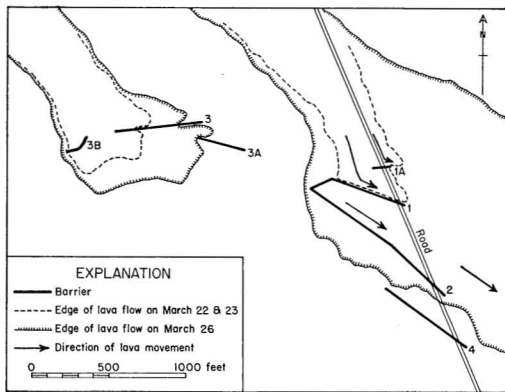 N
3
3B
3A
1A
1
Road
2
4
EXPLANATION
Barrier
Edge of lava flow on March 22 & 23
Edge of lava flow on March 26
Direction of lava movement
0 500 1000 feet